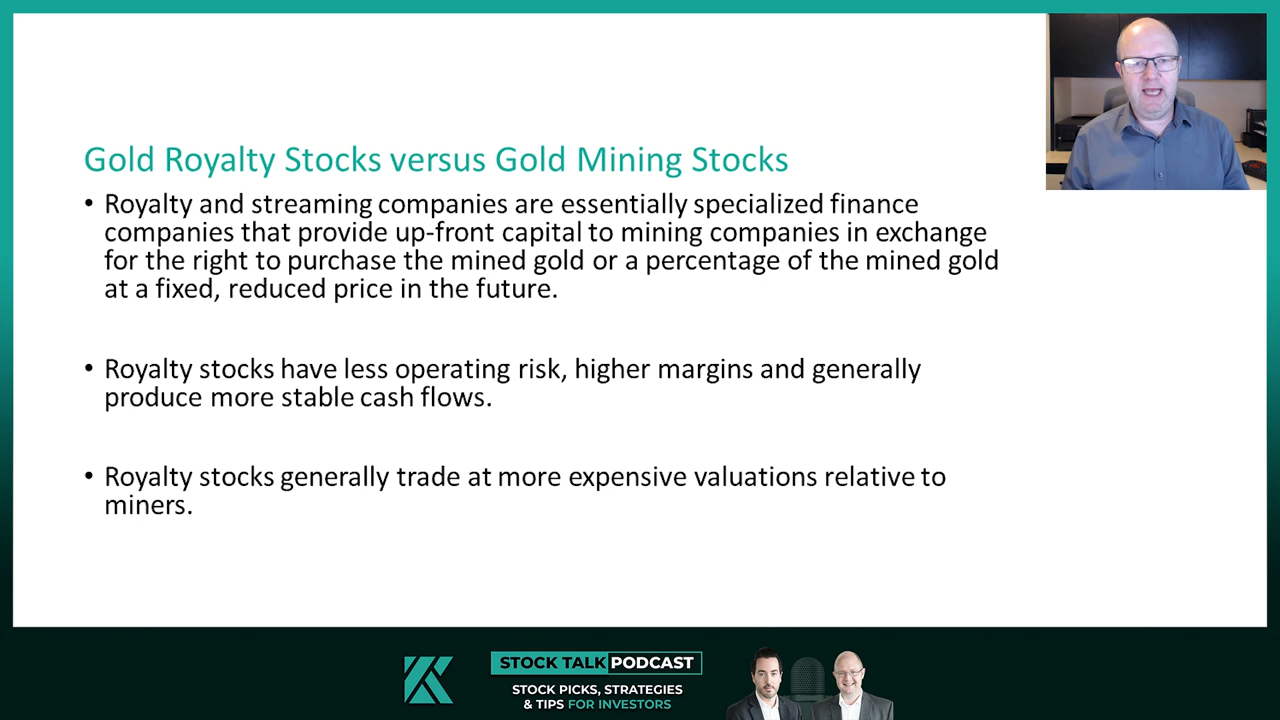 Gold Royalty Stocks versus Gold Mining Stocks
• Royalty and streaming companies are essentially specialized finance
companies that provide up-front capital to mining companies in exchange
for the right to purchase the mined gold or a percentage of the mined gold
at a fixed, reduced price in the future.
• Royalty stocks have less operating risk, higher margins and generally
produce more stable cash flows.
• Royalty stocks generally trade at more expensive valuations relative to
miners.
STOCK TALK PODCAST
STOCK PICKS, STRATEGIES
& TIPS FOR INVESTORS